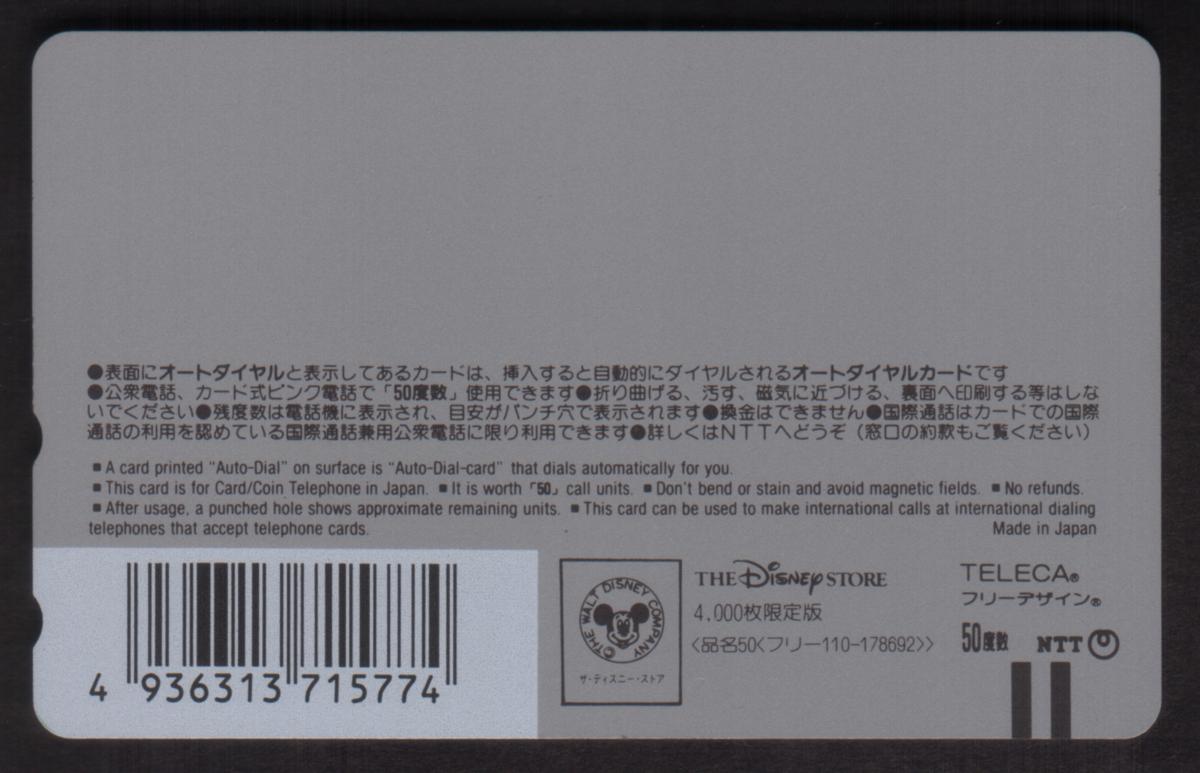 ●表面にオートダイヤルと表示してあるカードは、挿入すると自動的にダイヤルされるオートダイヤルカードです
●公衆電話、カード式ピンク電話で「50度数」使用できます●折り曲げる、汚す、磁気に近づける、裏面へ印刷する等はしな
いでください●残度数は電話機に表示され、目安がパンチ穴で表示されます●換金はできません●国際通話はカードでの国際
通話の利用を認めている国際通話兼用公衆電話に限り利用できます●詳しくはNTTへどうぞ(窓口の約款もご覧ください)
■ A card printed "Auto-Dial" on surface is "Auto-Dial-card" that dials automatically for you.
■ This card is for Card/Coin Telephone in Japan. ■ It is worth「50」call units. ■ Don't bend or stain and avoid magnetic fields. ■ No refunds.
■ After usage, a punched hole shows approximate remaining units. ■ This card can be used to make international calls at international dialing
telephones that accept telephone cards. Made in Japan
4 936313 715774
©THE WALT DISNEY COMPANY
ザ・ディズニー・ストア
THE DISNEY STORE
4,000枚限定版
〈品名50〈フリー110-178692〉〉
TELECA®
フリーデザイン®
50度数 NTT